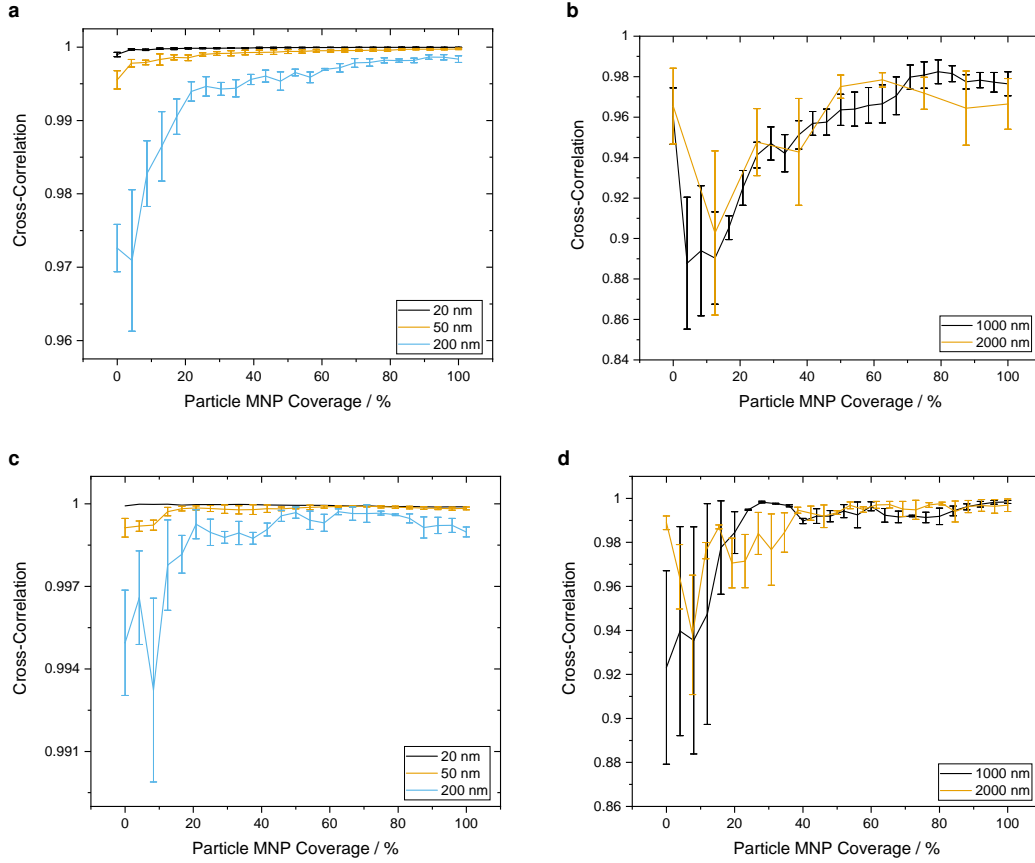 a
1
0.99
0.98
0.97
0.96
Cross-Correlation
0 20 40 60 80 100
Particle MNP Coverage / %
20 nm
50 nm
200 nm
b
1
0.98
0.96
0.94
0.92
0.9
0.88
0.86
0.84
Cross-Correlation
0 20 40 60 80 100
Particle MNP Coverage / %
1000 nm
2000 nm
c
1
0.997
0.994
0.991
Cross-Correlation
0 20 40 60 80 100
Particle MNP Coverage / %
20 nm
50 nm
200 nm
d
1
0.98
0.96
0.94
0.92
0.9
0.88
0.86
Cross-Correlation
0 20 40 60 80 100
Particle MNP Coverage / %
1000 nm
2000 nm